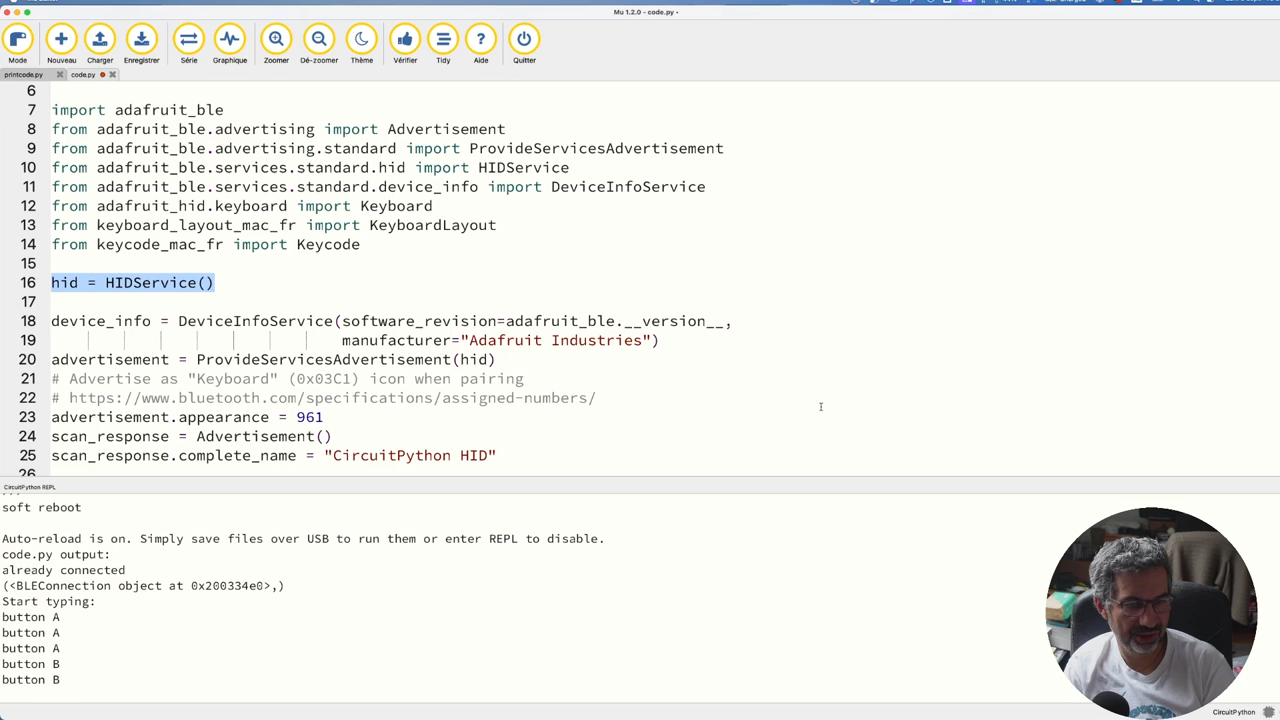 Mu 1.2.0 - code.py •
Mode
Nouveau
Charger
Enregistrer
Série
Graphique
Zoomer
Dé-zoomer
Thème
Vérifier
Tidy
Aide
Quitter
printcode.py
code.py
6
7 import adafruit_ble
8 from adafruit_ble.advertising import Advertisement
9 from adafruit_ble.advertising.standard import ProvideServicesAdvertisement
10 from adafruit_ble.services.standard.hid import HIDService
11 from adafruit_ble.services.standard.device_info import DeviceInfoService
12 from adafruit_hid.keyboard import Keyboard
13 from keyboard_layout_mac_fr import KeyboardLayout
14 from keycode_mac_fr import Keycode
15
16 hid = HIDService()
17
18 device_info = DeviceInfoService(software_revision=adafruit_ble.__version__,
19 manufacturer="Adafruit Industries")
20 advertisement = ProvideServicesAdvertisement(hid)
21 # Advertise as "Keyboard" (0x03C1) icon when pairing
22 # https://www.bluetooth.com/specifications/assigned-numbers/
23 advertisement.appearance = 961
24 scan_response = Advertisement()
25 scan_response.complete_name = "CircuitPython HID"
26
CircuitPython REPL
soft reboot
Auto-reload is on. Simply save files over USB to run them or enter REPL to disable.
code.py output:
already connected
(<BLEConnection object at 0x200334e0>,)
Start typing:
button A
button A
button A
button B
button B
CircuitPython